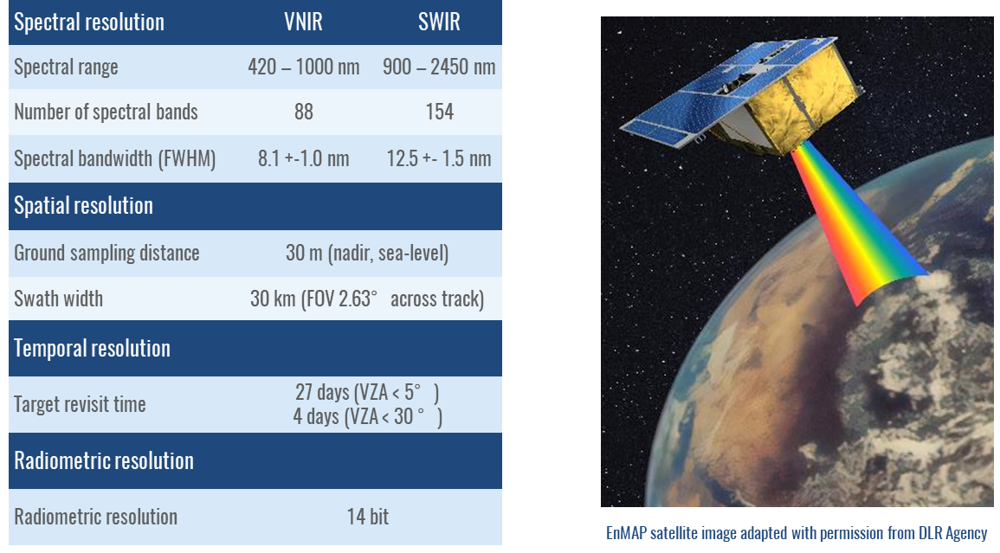 Spectral resolution VNIR SWIR
Spectral range 420 – 1000 nm 900 – 2450 nm
Number of spectral bands 88 154
Spectral bandwidth (FWHM) 8.1 +-1.0 nm 12.5 +- 1.5 nm
Spatial resolution
Ground sampling distance 30 m (nadir, sea-level)
Swath width 30 km (FOV 2.63° across track)
Temporal resolution
Target revisit time 27 days (VZA < 5° )
4 days (VZA < 30 ° )
Radiometric resolution
Radiometric resolution 14 bit
EnMAP satellite image adapted with permission from DLR Agency